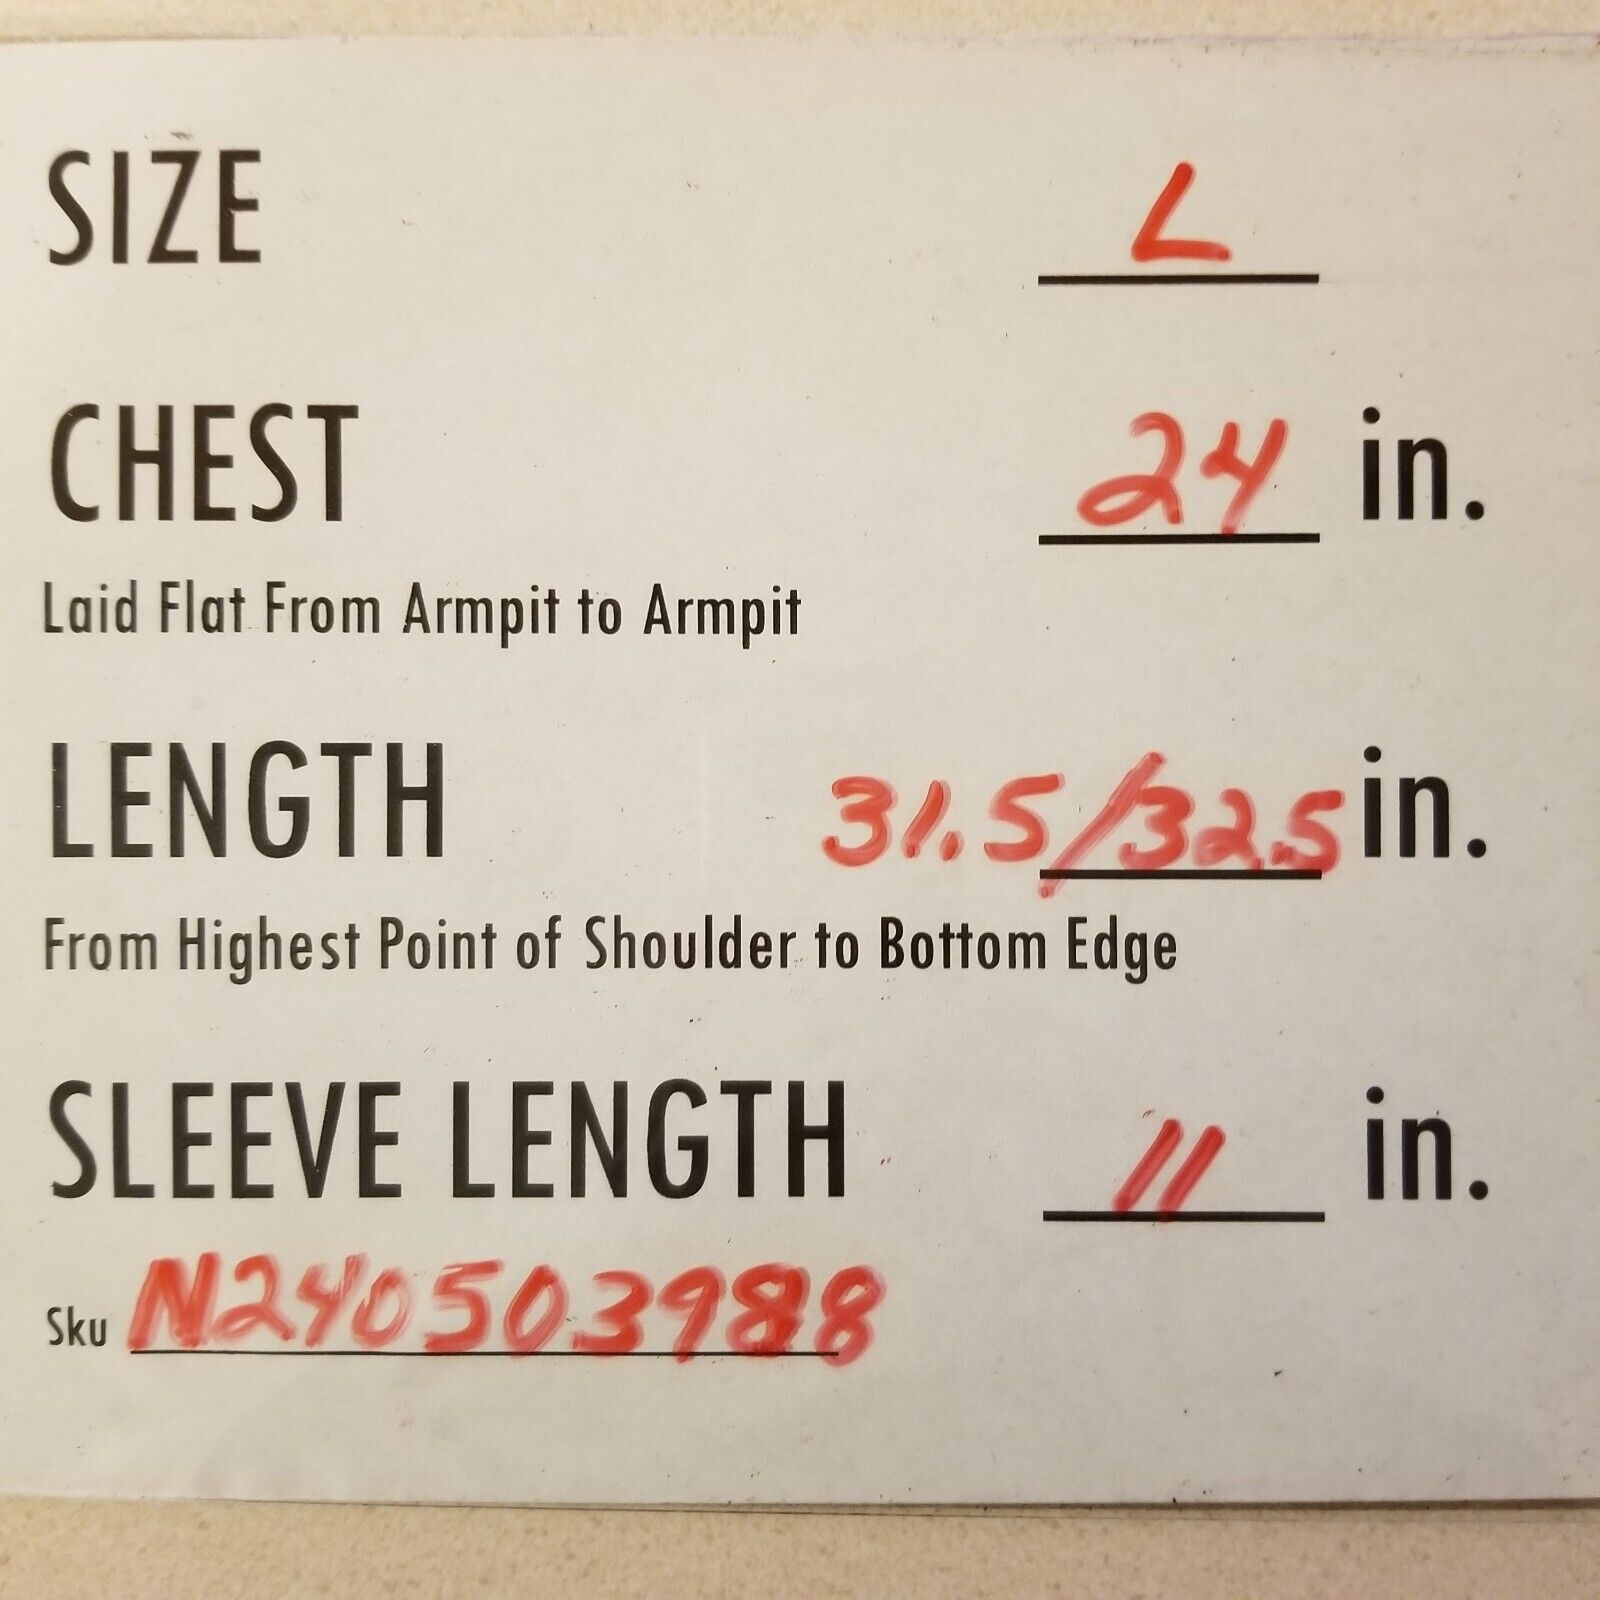 SIZE L
CHEST 24 in.
Laid Flat From Armpit to Armpit
LENGTH 31.5/32.5 in.
From Highest Point of Shoulder to Bottom Edge
SLEEVE LENGTH 11 in.
Sku N240503988